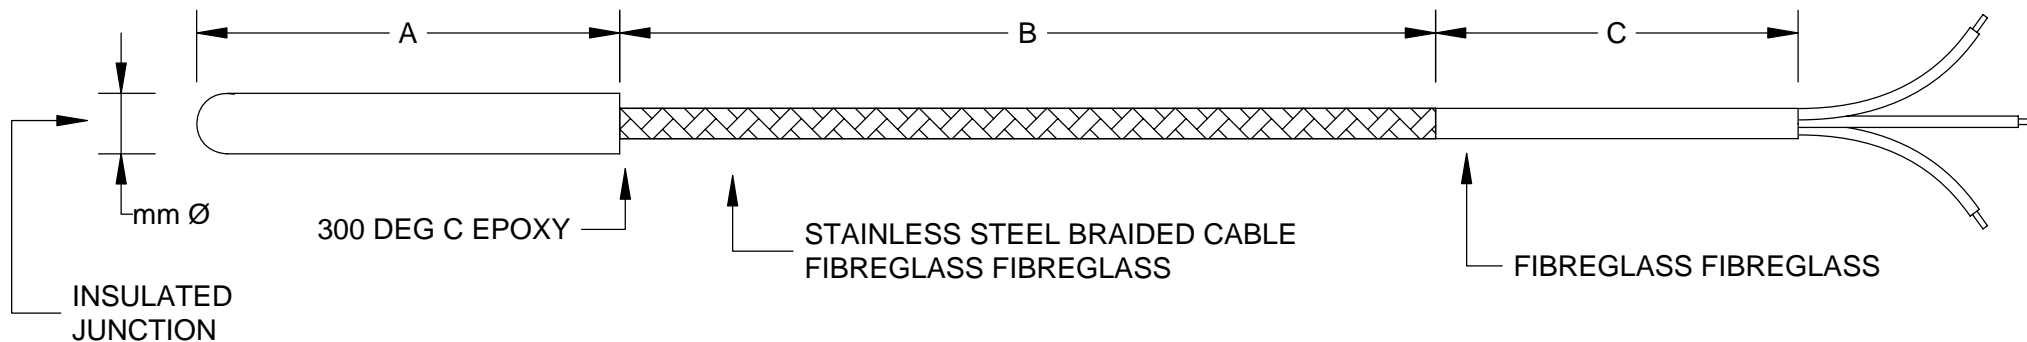 A
B
C
mm Ø
300 DEG C EPOXY
STAINLESS STEEL BRAIDED CABLE
FIBREGLASS FIBREGLASS
FIBREGLASS FIBREGLASS
INSULATED
JUNCTION